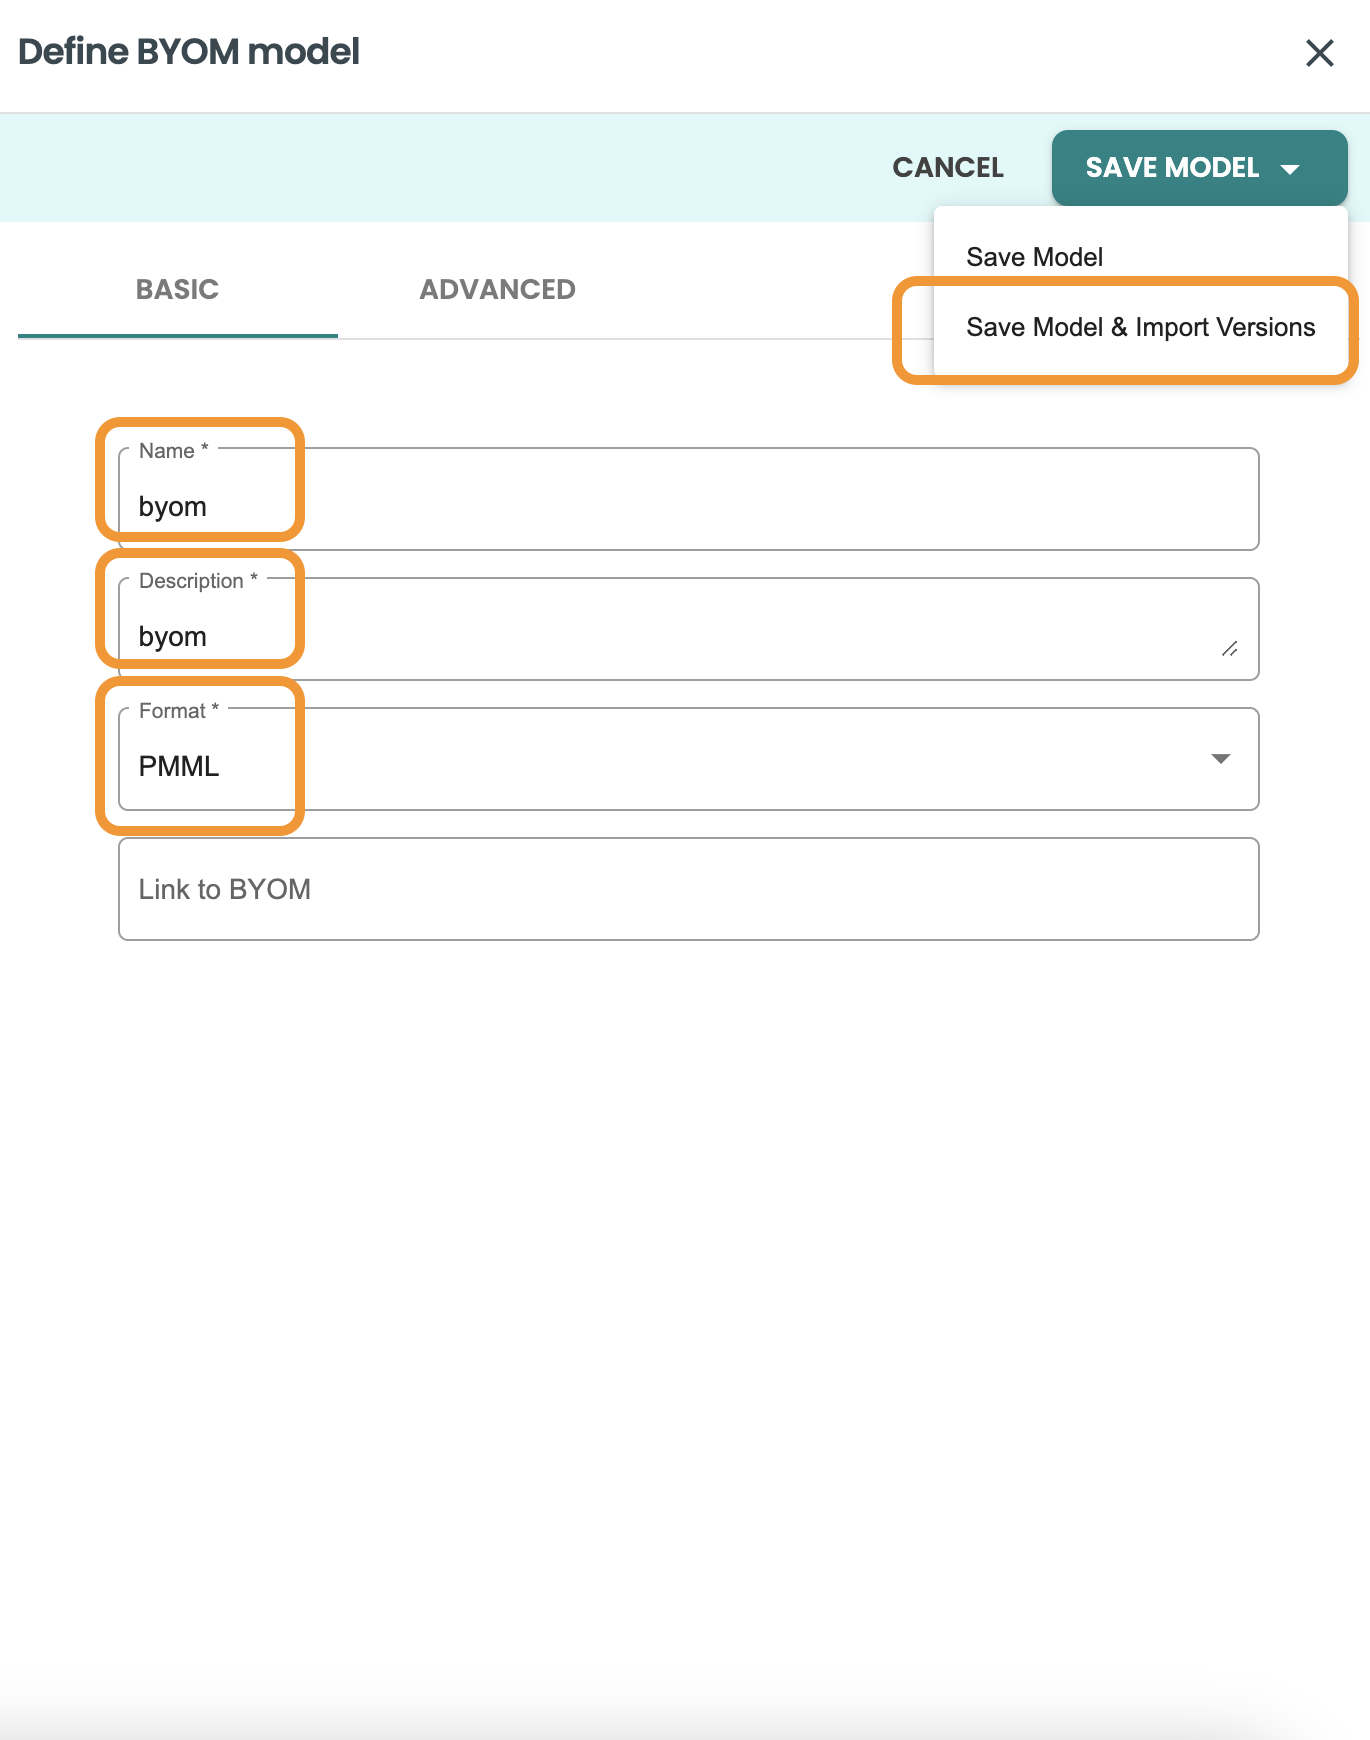 Define BYOM model
CANCEL
SAVE MODEL
Save Model
Save Model & Import Versions
BASIC
ADVANCED
Name *
byom
Description *
byom
Format *
PMML
Link to BYOM